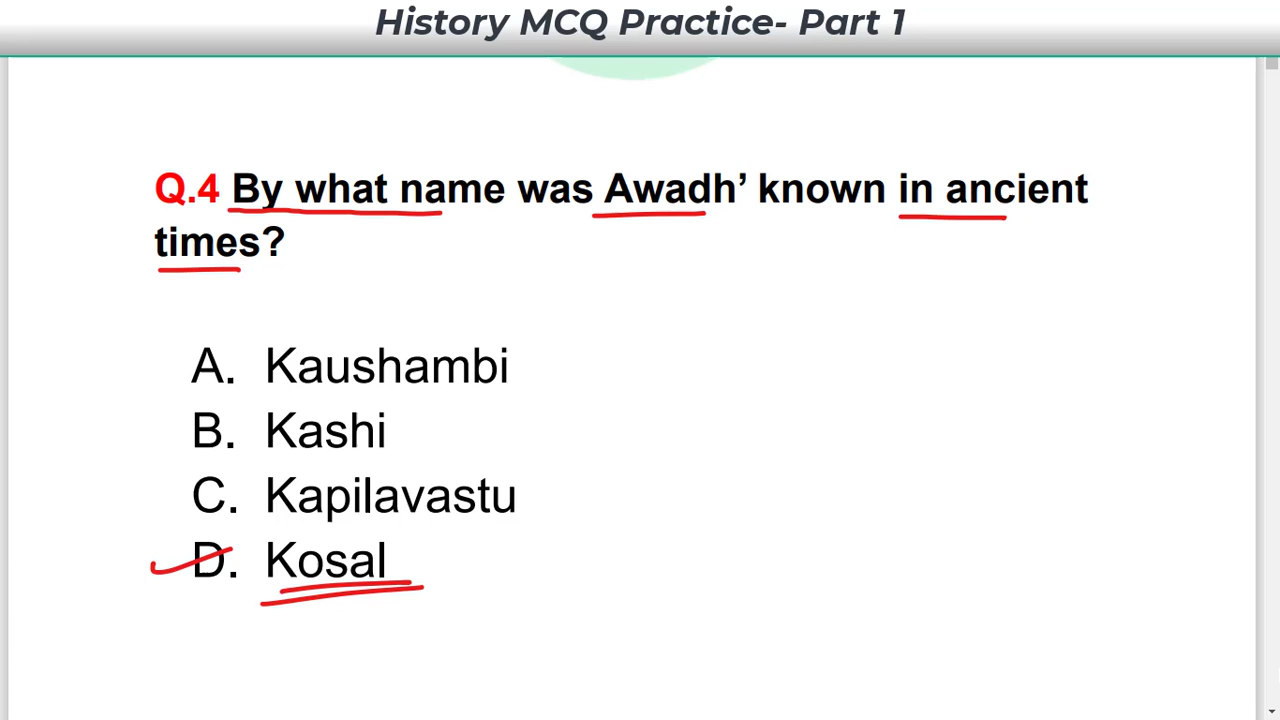 History MCQ Practice- Part 1
Q.4 By what name was Awadh’ known in ancient
times?
A. Kaushambi
B. Kashi
C. Kapilavastu
D. Kosal